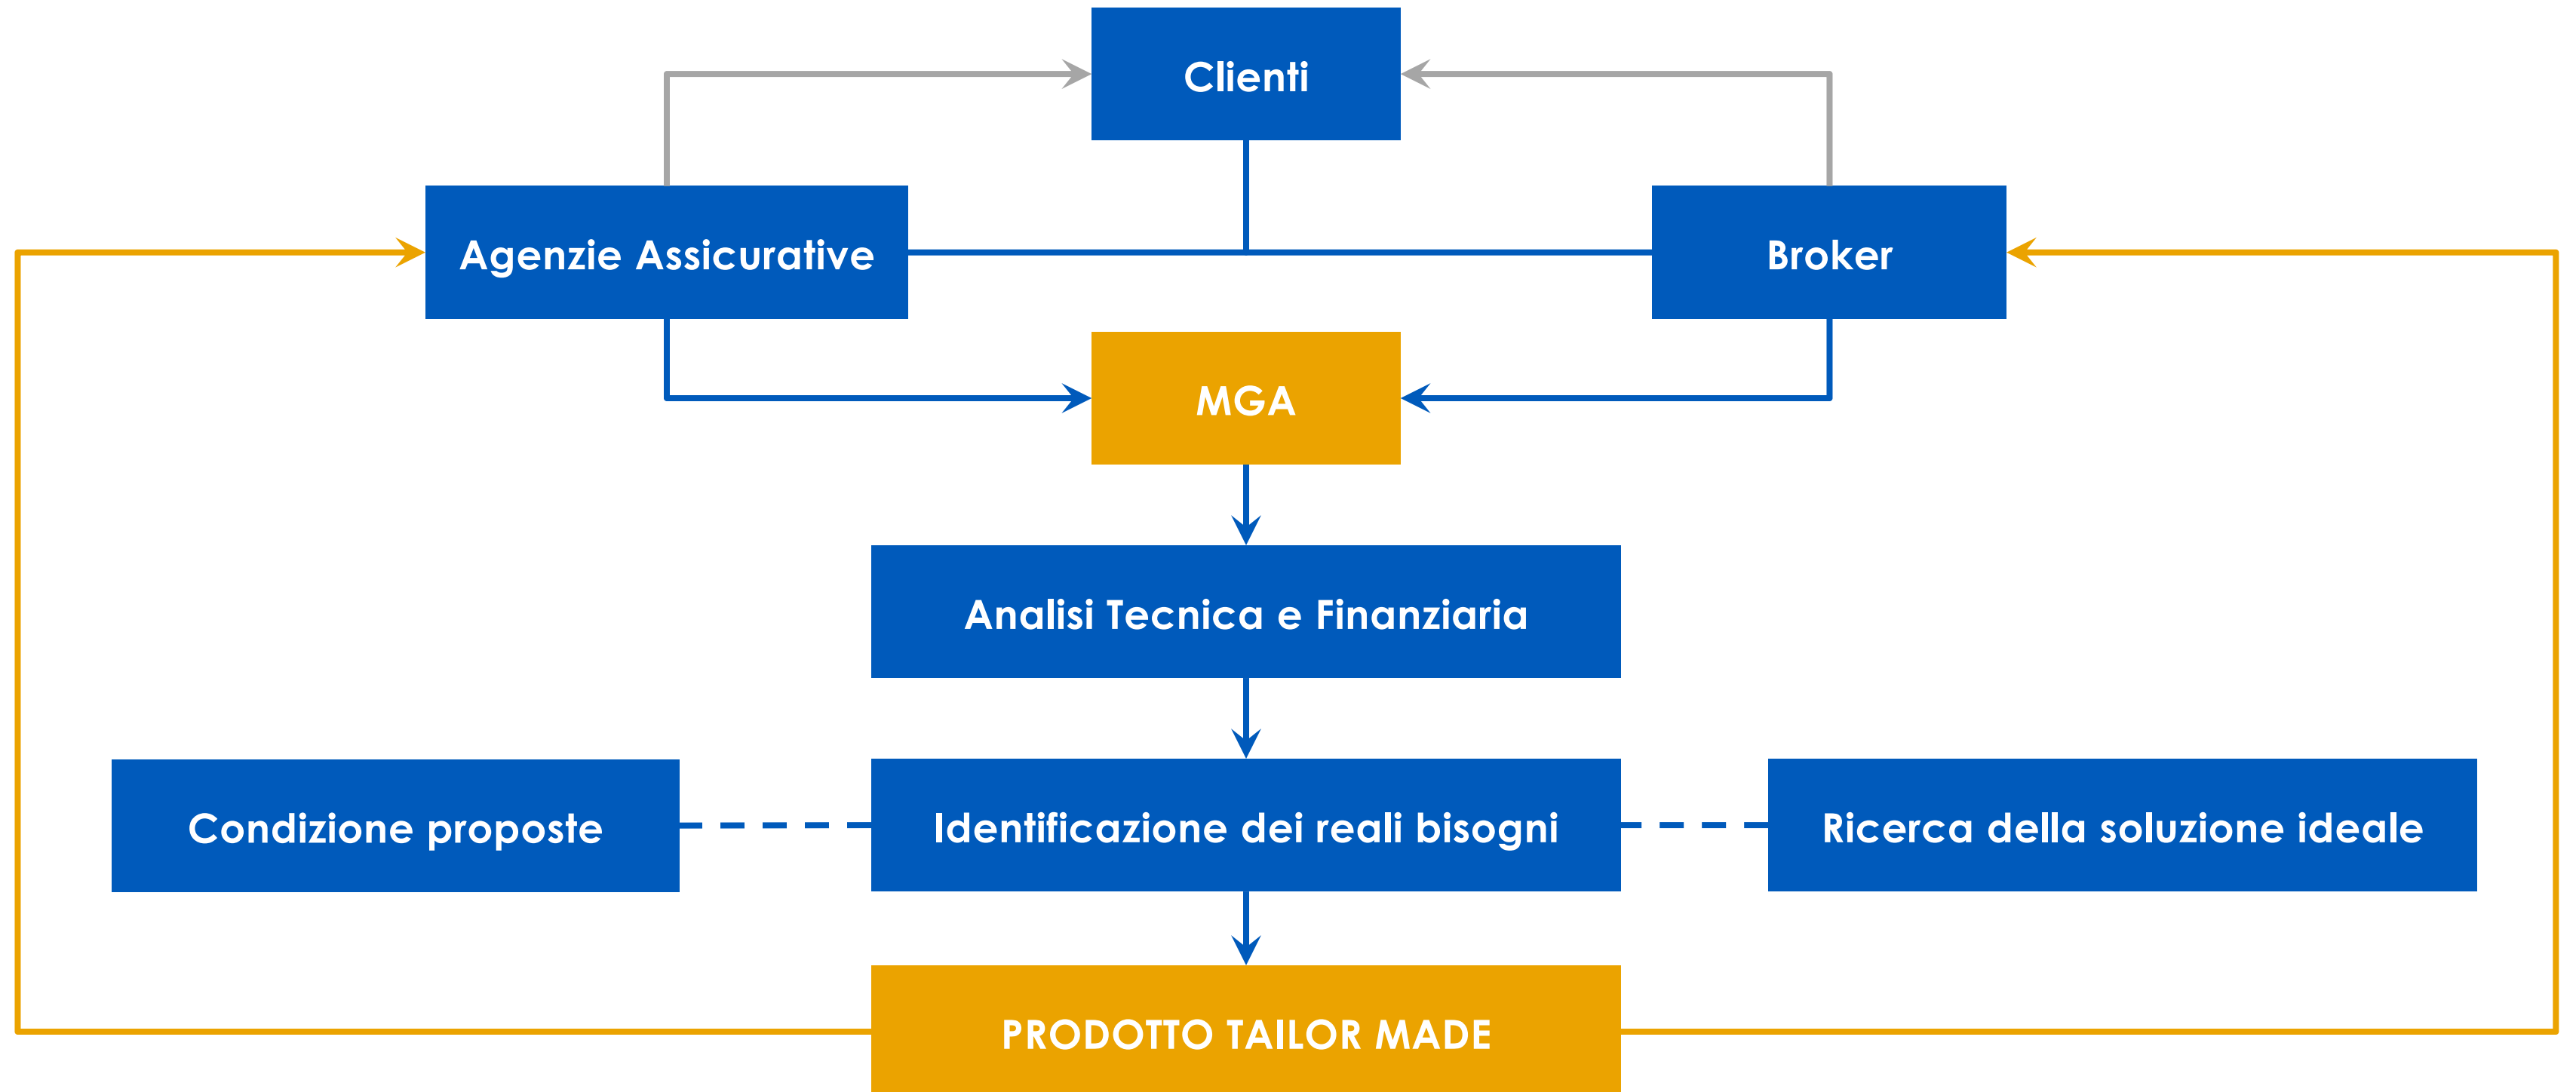 Clienti
Agenzie Assicurative
Broker
MGA
Analisi Tecnica e Finanziaria
Condizione proposte
Identificazione dei reali bisogni
Ricerca della soluzione ideale
PRODOTTO TAILOR MADE